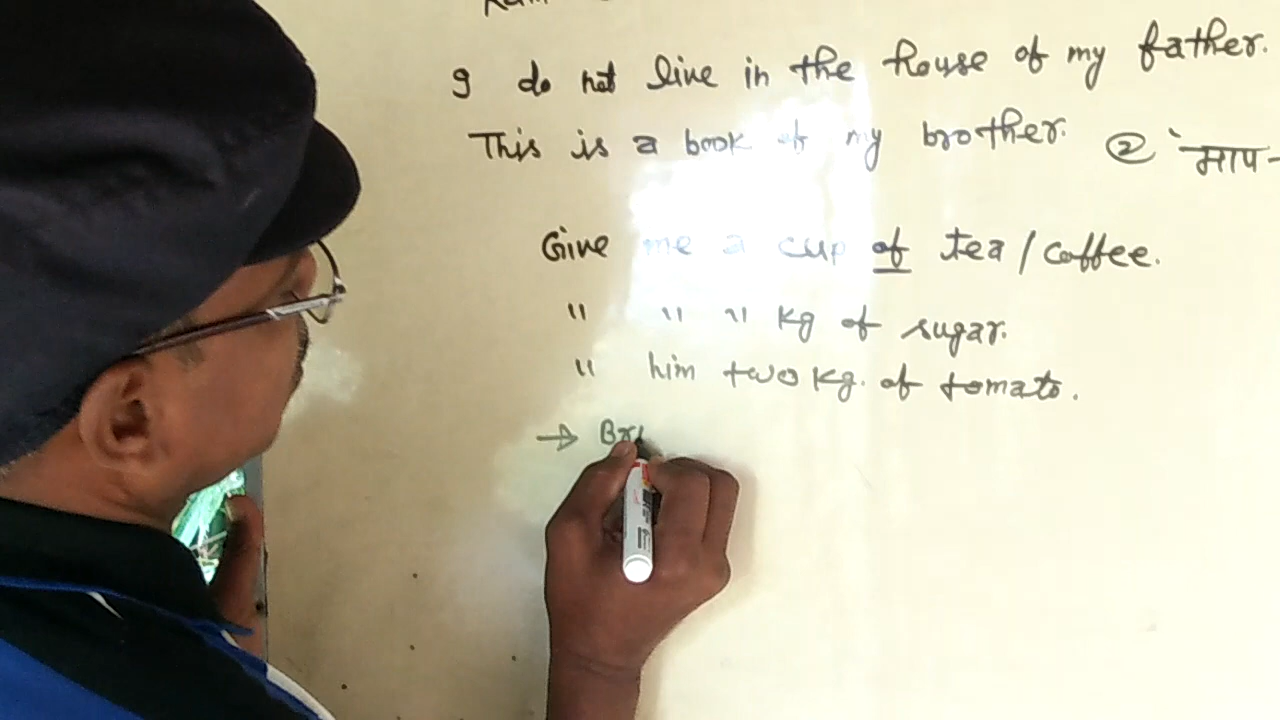 I do not live in the house of my father.
This is a book of my brother. ② 'माप-
Give me a cup of tea / coffee.
" " " kg of sugar.
" him two kg. of tomato.
→ Bri